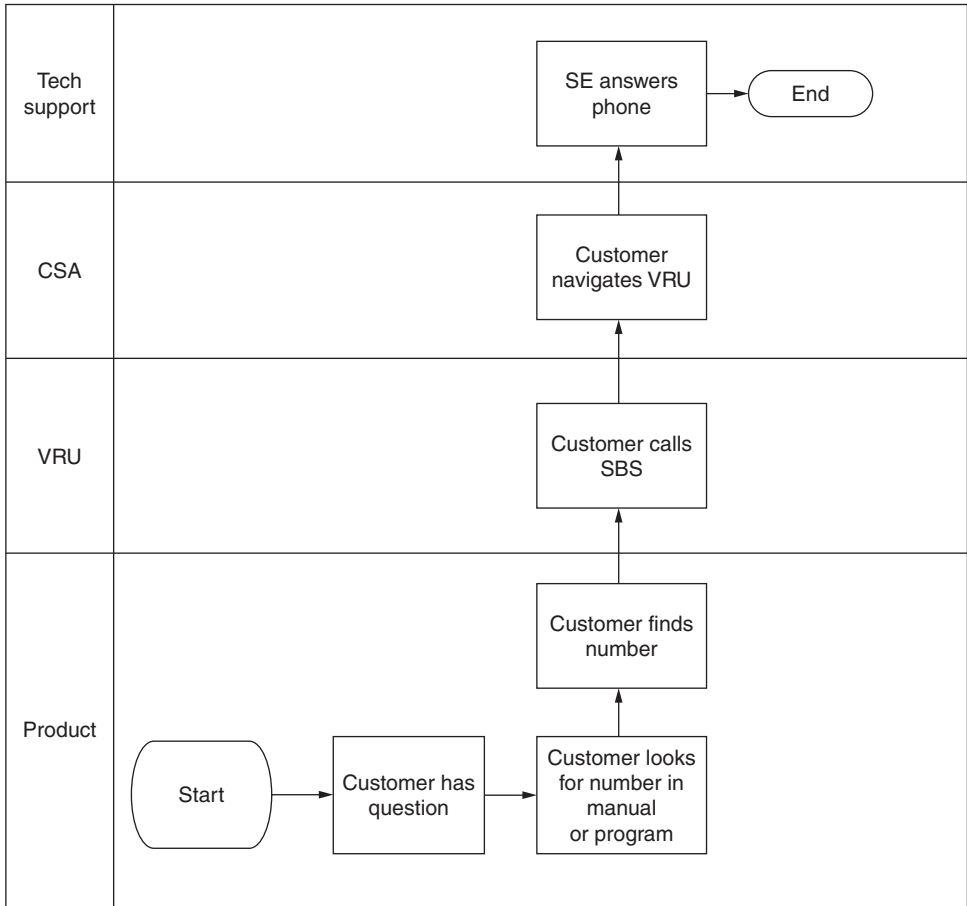 Tech
support
SE answers
phone
End
CSA
Customer
navigates VRU
VRU
Customer calls
SBS
Product
Customer finds
number
Start
Customer has
question
Customer looks
for number in
manual
or program